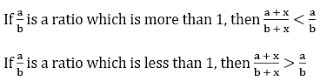 If a/b is a ratio which is more than 1, then a + x/b + x < a/b
If a/b is a ratio which is less than 1, then a + x/b + x > a/b